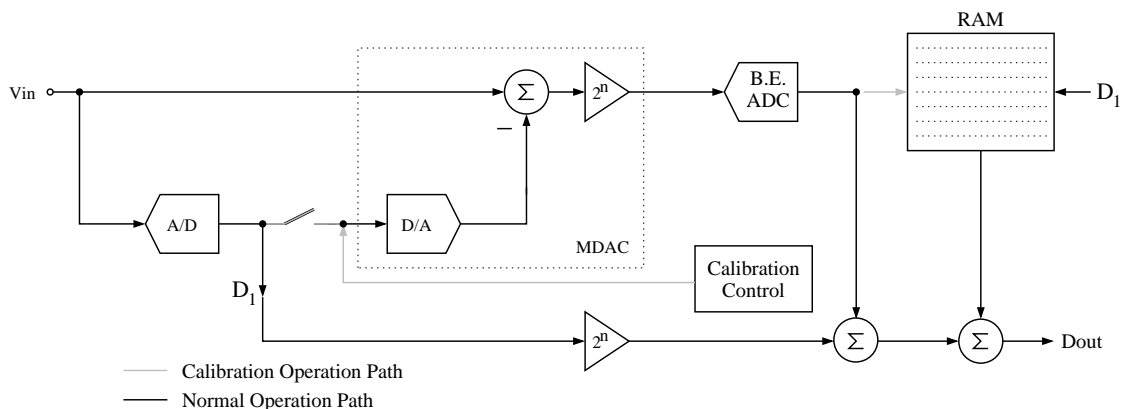 RAM
B.E.
ADC
Vin
Σ
2ⁿ
D₁
−
A/D
D/A
MDAC
Calibration
Control
D₁
2ⁿ
Σ
Σ
Dout
Calibration Operation Path
Normal Operation Path